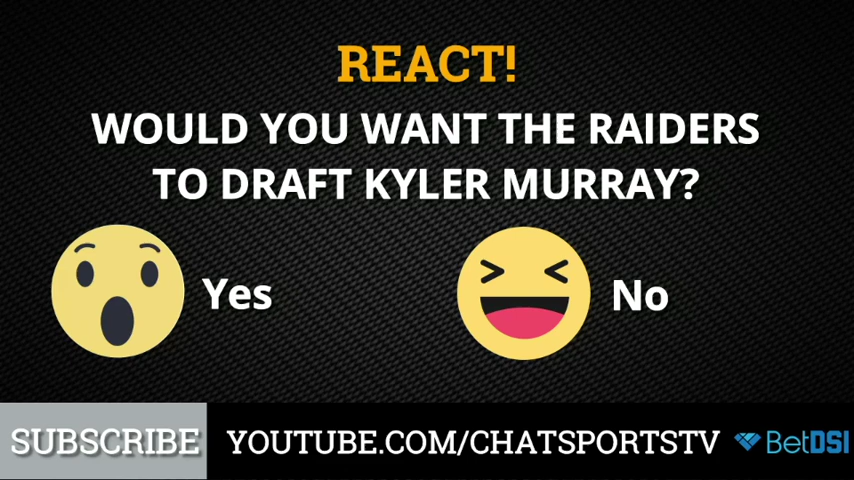 REACT!
WOULD YOU WANT THE RAIDERS
TO DRAFT KYLER MURRAY?
Yes
No
SUBSCRIBE
YOUTUBE.COM/CHATSPORTSTV
BetDSI